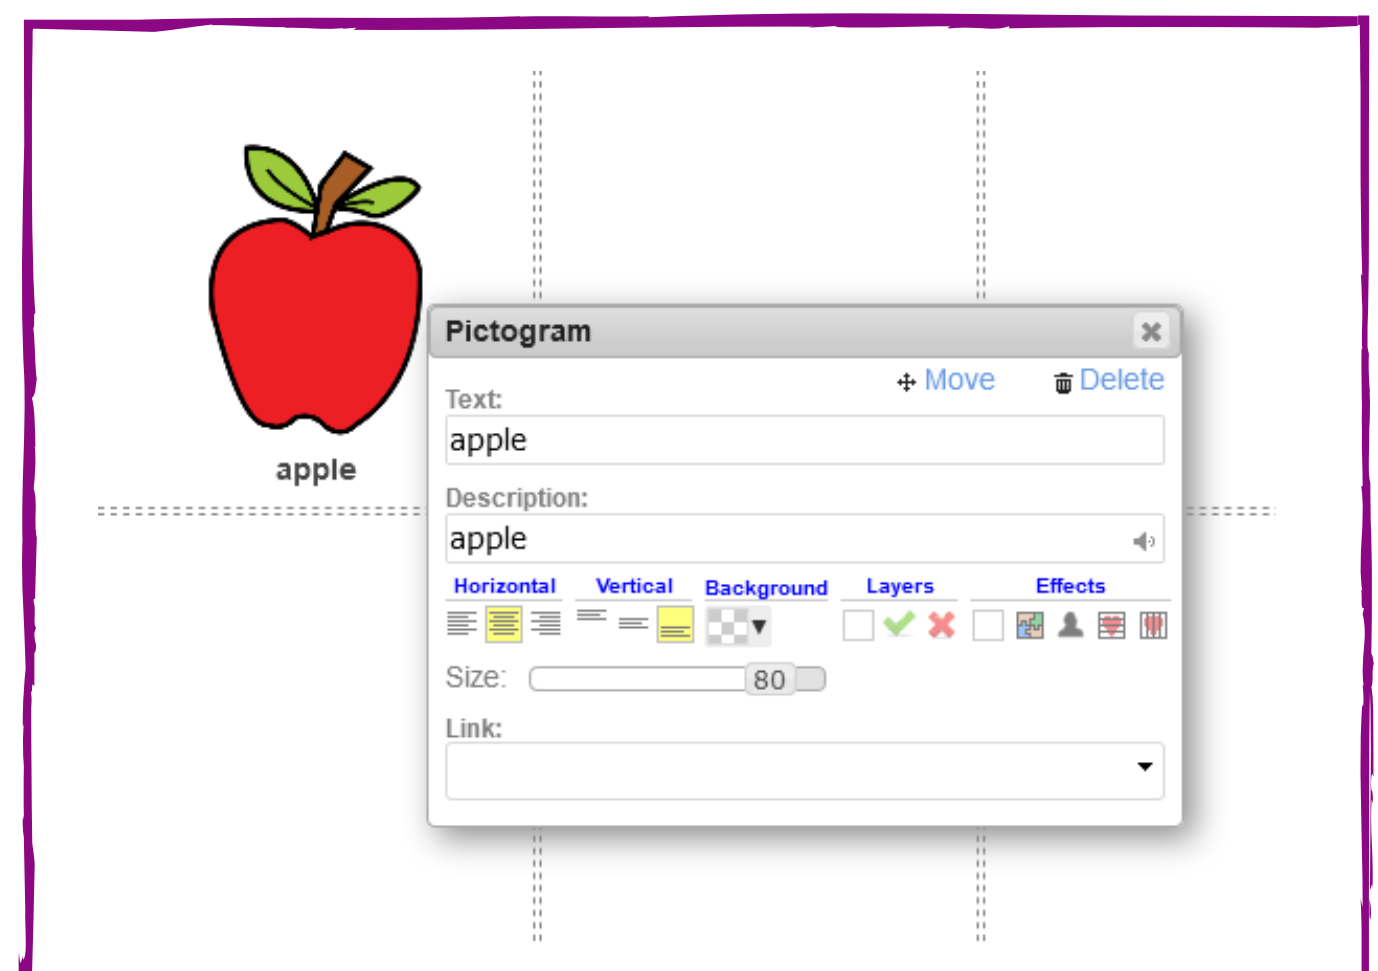 apple
Pictogram
Move Delete
Text:
apple
Description:
apple
Horizontal Vertical Background Layers Effects
Size: 80
Link: